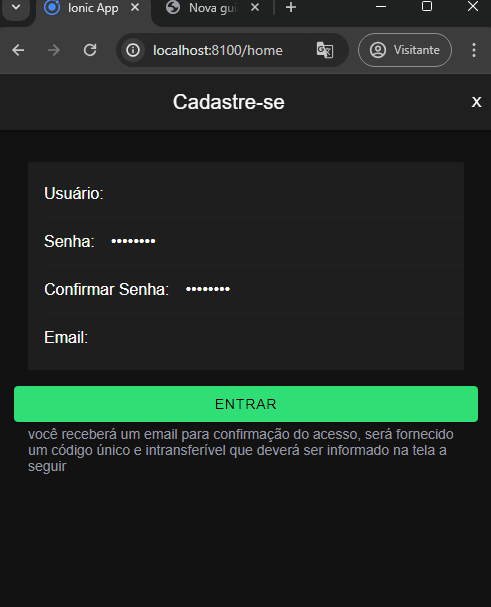 Ionic App
Nova gui
localhost:8100/home
Visitante
Cadastre-se
x
Usuário:
Senha: ••••••••
Confirmar Senha: ••••••••
Email:
ENTRAR
você receberá um email para confirmação do acesso, será fornecido
um código único e intransferível que deverá ser informado na tela a
seguir